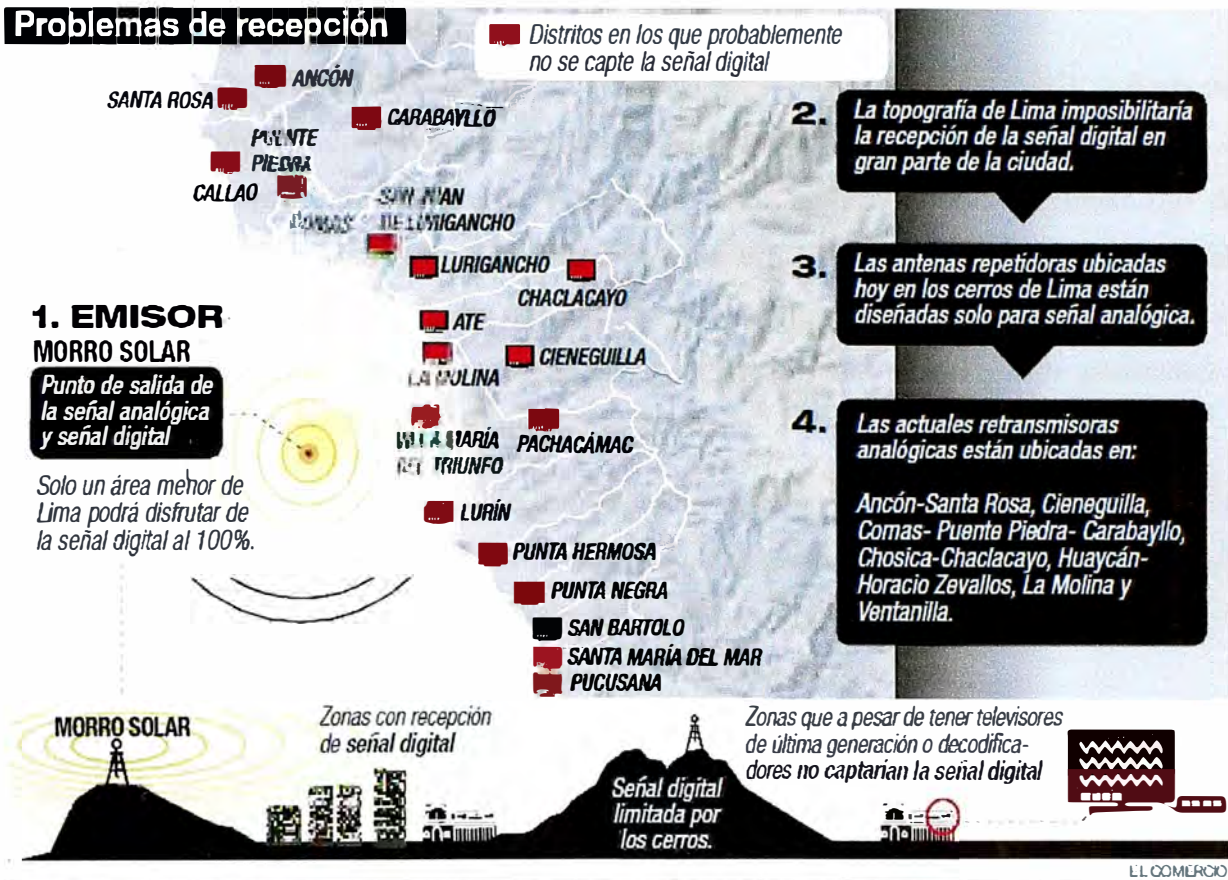 Problemas de recepción
Distritos en los que probablemente
no se capte la señal digital
ANCÓN
SANTA ROSA
CARABAYLLO
PUENTE
PIEDRA
CALLAO
COMAS
SAN JUAN
DE LURIGANCHO
LURIGANCHO
CHACLACAYO
ATE
CIENEGUILLA
LA MOLINA
VILLA MARÍA
DEL TRIUNFO
PACHACÁMAC
LURÍN
PUNTA HERMOSA
PUNTA NEGRA
SAN BARTOLO
SANTA MARÍA DEL MAR
PUCUSANA
1. EMISOR
MORRO SOLAR
Punto de salida de
la señal analógica
y señal digital
Solo un área menor de
Lima podrá disfrutar de
la señal digital al 100%.
2.
La topografía de Lima imposibilitaría
la recepción de la señal digital en
gran parte de la ciudad.
3.
Las antenas repetidoras ubicadas
hoy en los cerros de Lima están
diseñadas solo para señal analógica.
4.
Las actuales retransmisoras
analógicas están ubicadas en:
Ancón-Santa Rosa, Cieneguilla,
Comas- Puente Piedra- Carabayllo,
Chosica-Chaclacayo, Huaycán-
Horacio Zevallos, La Molina y
Ventanilla.
MORRO SOLAR
Zonas con recepción
de señal digital
Señal digital
limitada por
los cerros.
Zonas que a pesar de tener televisores
de última generación o decodifica-
dores no captarían la señal digital
EL COMERCIO